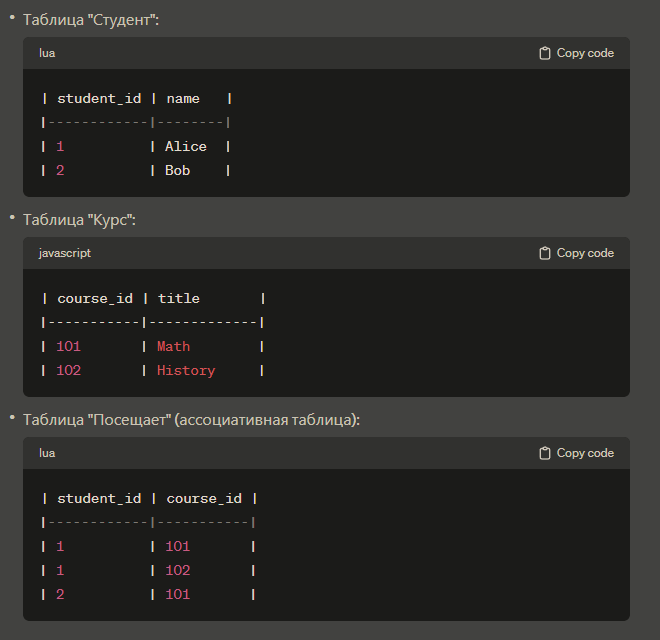 • Таблица "Студент":
lua Copy code
| student_id | name   |
|------------|--------|
| 1          | Alice  |
| 2          | Bob    |
• Таблица "Курс":
javascript Copy code
| course_id | title       |
|-----------|-------------|
| 101       | Math        |
| 102       | History     |
• Таблица "Посещает" (ассоциативная таблица):
lua Copy code
| student_id | course_id |
|------------|-----------|
| 1          | 101       |
| 1          | 102       |
| 2          | 101       |